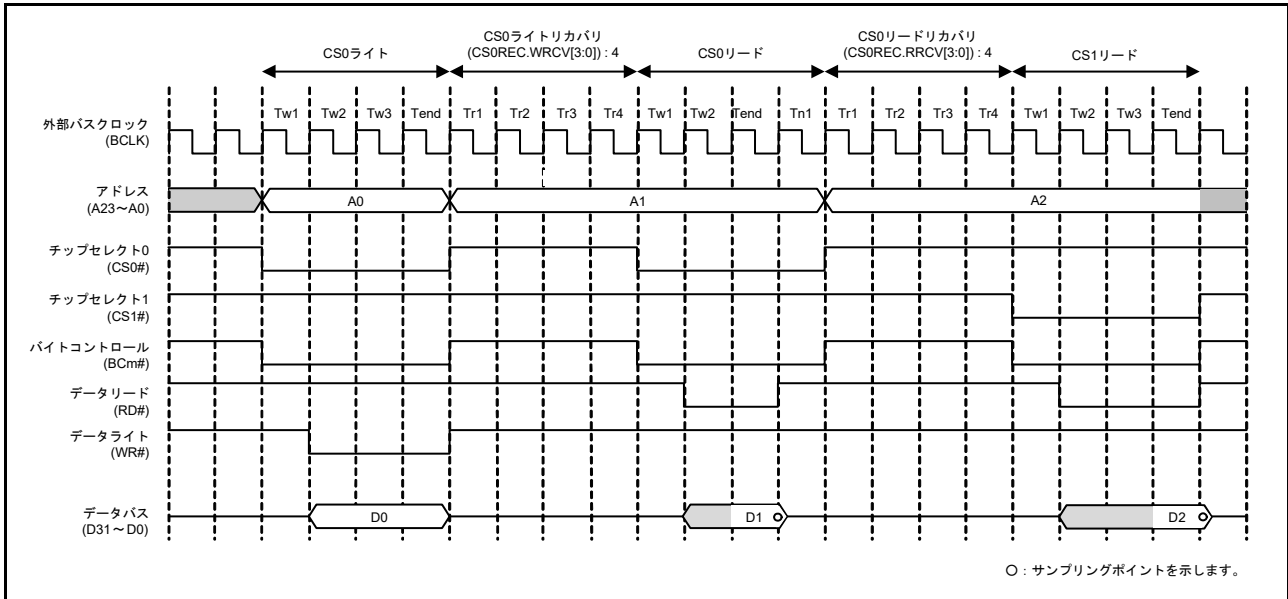 CS0ライト
CS0ライトリカバリ
(CS0REC.WRCV[3:0]) : 4
CS0リード
CS0リードリカバリ
(CS0REC.RRCV[3:0]) : 4
CS1リード
Tw1 Tw2 Tw3 Tend Tr1 Tr2 Tr3 Tr4 Tw1 Tw2 Tend Tn1 Tr1 Tr2 Tr3 Tr4 Tw1 Tw2 Tw3 Tend
外部バスクロック
(BCLK)
アドレス
(A23～A0)
A0 A1 A2
チップセレクト0
(CS0#)
チップセレクト1
(CS1#)
バイトコントロール
(BCm#)
データリード
(RD#)
データライト
(WR#)
データバス
(D31～D0)
D0 D1 D2
○：サンプリングポイントを示します。